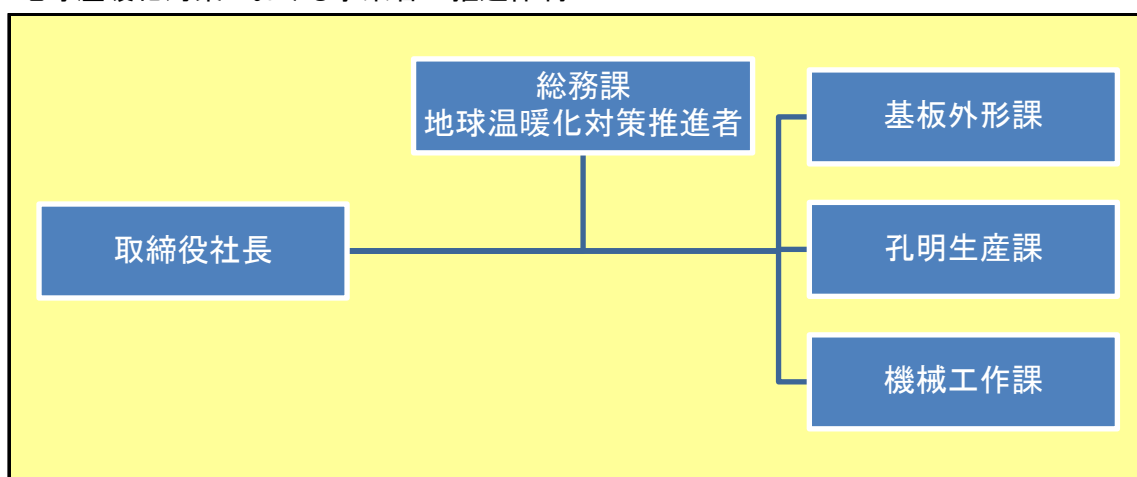 総務課
地球温暖化対策推進者
取締役社長
基板外形課
孔明生産課
機械工作課